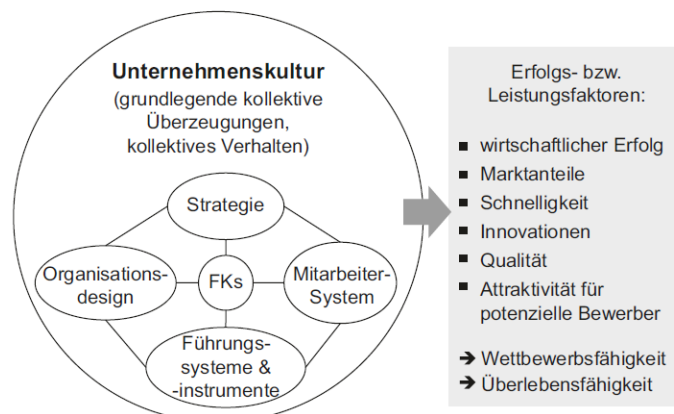 Unternehmenskultur
(grundlegende kollektive
Überzeugungen,
kollektives Verhalten)
Strategie
Organisations-
design
FKs
Mitarbeiter-
System
Führungs-
systeme &
-instrumente
Erfolgs- bzw.
Leistungsfaktoren:
■ wirtschaftlicher Erfolg
■ Marktanteile
■ Schnelligkeit
■ Innovationen
■ Qualität
■ Attraktivität für
potenzielle Bewerber
➔ Wettbewerbsfähigkeit
➔ Überlebensfähigkeit